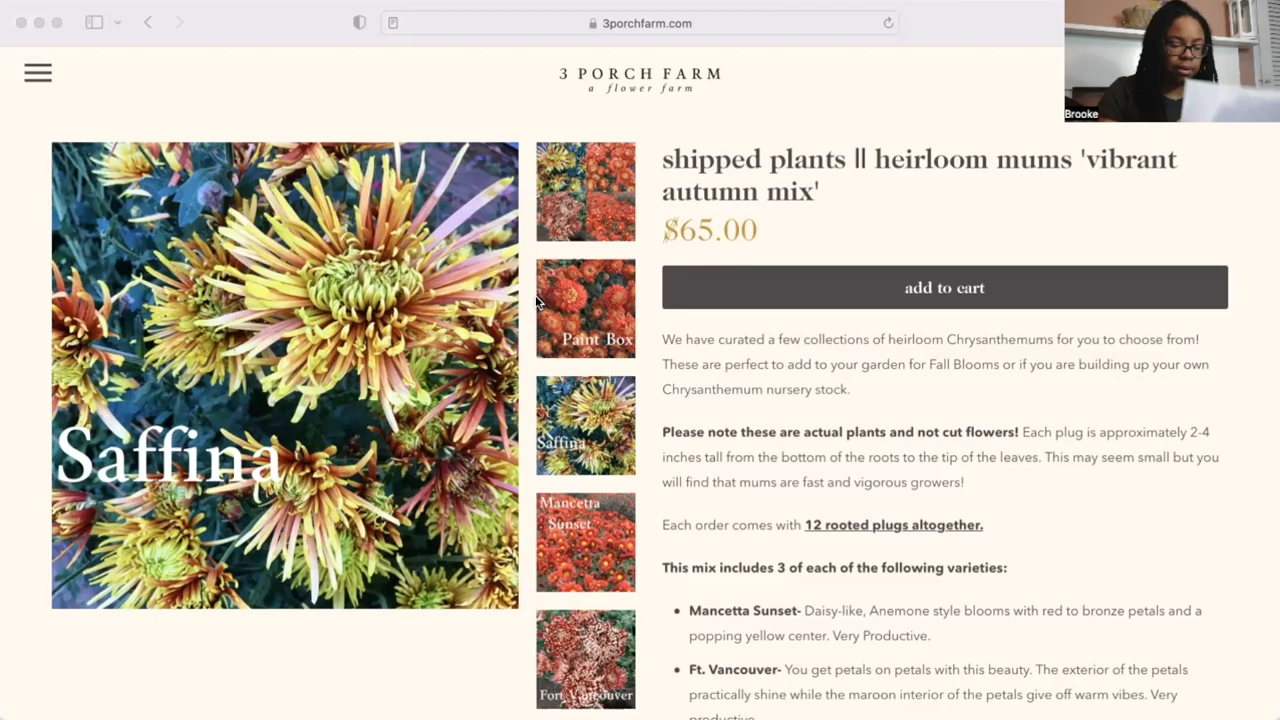 3porchfarm.com
Brooke
3 PORCH FARM
a flower farm
Saffina
Paint Box
Saffina
Mancetta
Sunset
Fort Vancouver
shipped plants || heirloom mums 'vibrant
autumn mix'
$65.00
add to cart
We have curated a few collections of heirloom Chrysanthemums for you to choose from!
These are perfect to add to your garden for Fall Blooms or if you are building up your own
Chrysanthemum nursery stock.
Please note these are actual plants and not cut flowers! Each plug is approximately 2-4
inches tall from the bottom of the roots to the tip of the leaves. This may seem small but you
will find that mums are fast and vigorous growers!
Each order comes with 12 rooted plugs altogether.
This mix includes 3 of each of the following varieties:
• Mancetta Sunset- Daisy-like, Anemone style blooms with red to bronze petals and a
popping yellow center. Very Productive.
• Ft. Vancouver- You get petals on petals with this beauty. The exterior of the petals
practically shine while the maroon interior of the petals give off warm vibes. Very
productive.